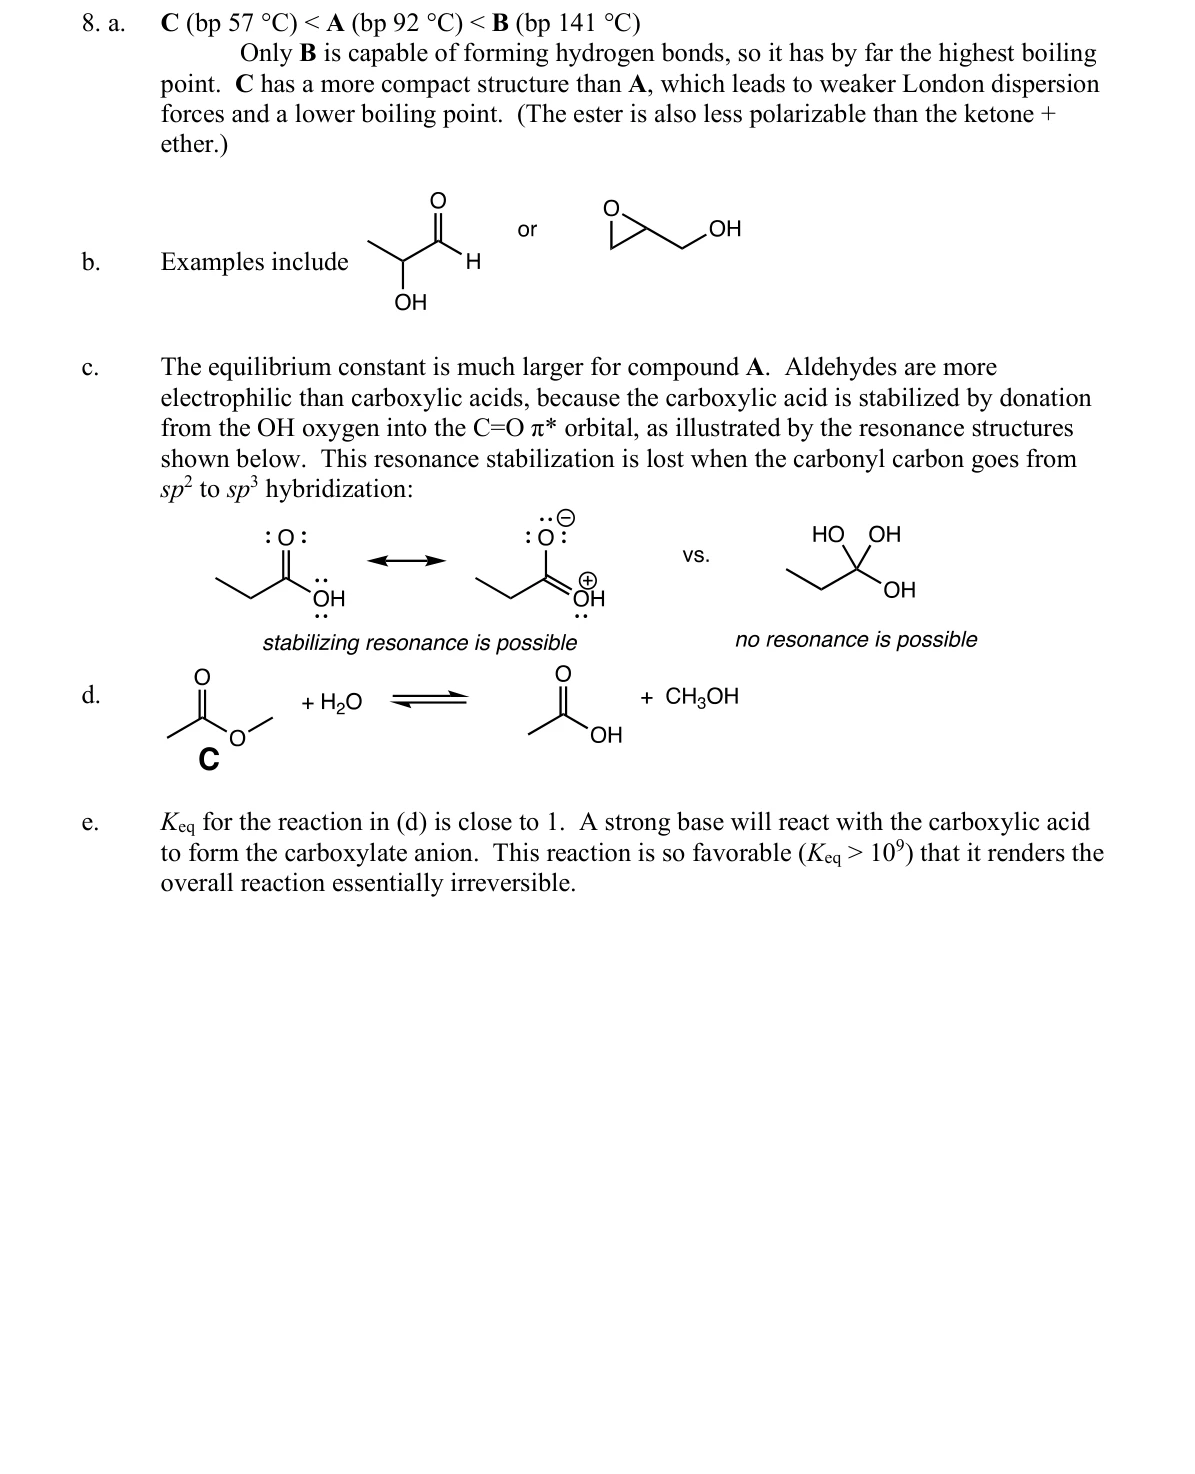 8. a. C (bp 57 °C) < A (bp 92 °C) < B (bp 141 °C)
Only B is capable of forming hydrogen bonds, so it has by far the highest boiling
point. C has a more compact structure than A, which leads to weaker London dispersion
forces and a lower boiling point. (The ester is also less polarizable than the ketone +
ether.)
O
O
or
OH
b. Examples include
H
OH
c. The equilibrium constant is much larger for compound A. Aldehydes are more
electrophilic than carboxylic acids, because the carboxylic acid is stabilized by donation
from the OH oxygen into the C=O π* orbital, as illustrated by the resonance structures
shown below. This resonance stabilization is lost when the carbonyl carbon goes from
sp² to sp³ hybridization:
:O: :O: HO OH
vs.
OH OH OH
stabilizing resonance is possible no resonance is possible
O O
d. + H₂O + CH₃OH
O OH
C
e. Keq for the reaction in (d) is close to 1. A strong base will react with the carboxylic acid
to form the carboxylate anion. This reaction is so favorable (Keq > 10⁹) that it renders the
overall reaction essentially irreversible.